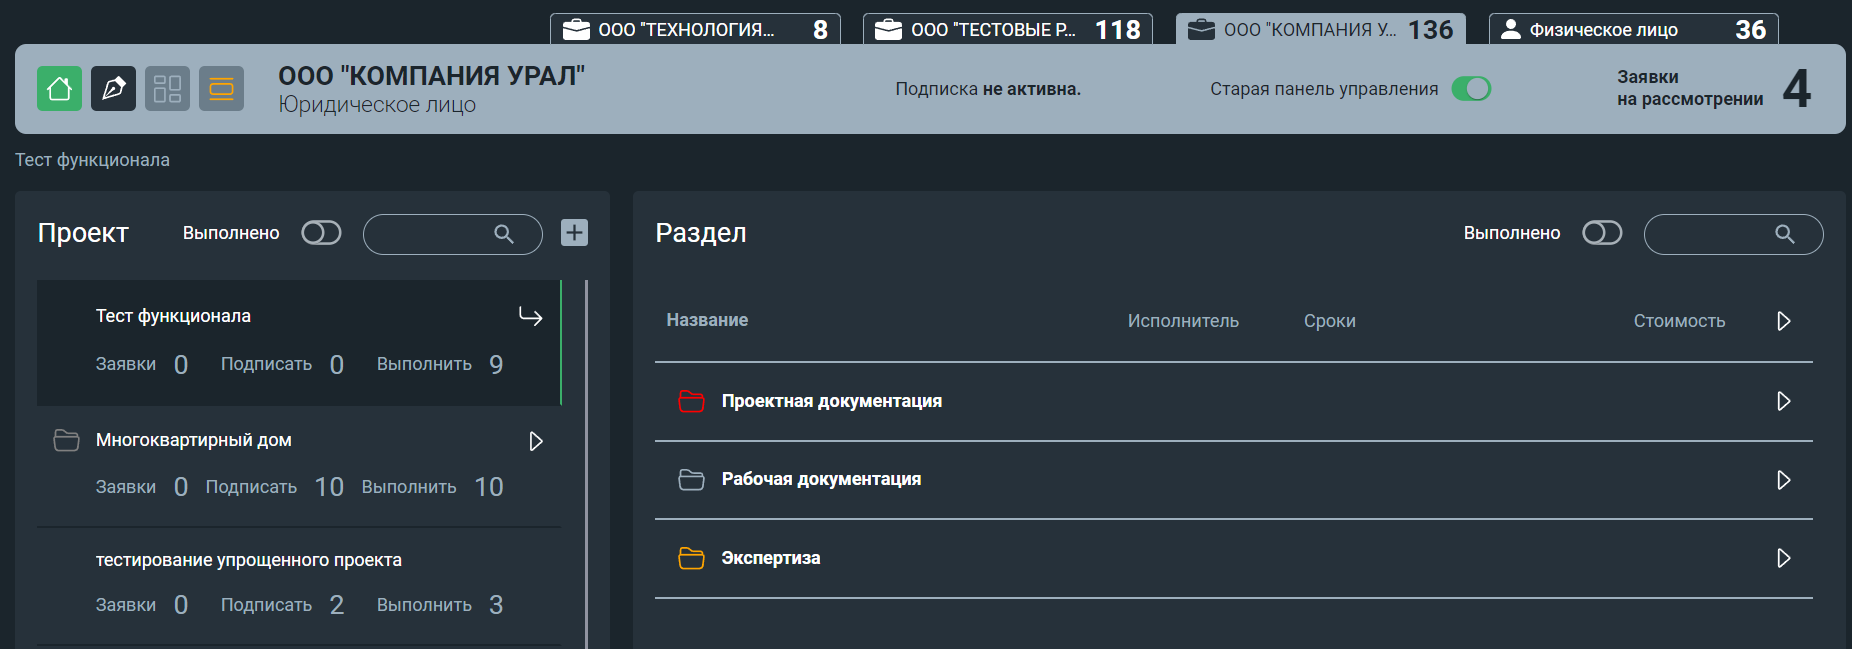 ООО "ТЕХНОЛОГИЯ... 8
ООО "ТЕСТОВЫЕ Р... 118
ООО "КОМПАНИЯ У... 136
Физическое лицо 36
ООО "КОМПАНИЯ УРАЛ"
Юридическое лицо
Подписка не активна.
Старая панель управления
Заявки
на рассмотрении 4
Тест функционала
Проект Выполнено
Тест функционала
Заявки 0 Подписать 0 Выполнить 9
Многоквартирный дом
Заявки 0 Подписать 10 Выполнить 10
тестирование упрощенного проекта
Заявки 0 Подписать 2 Выполнить 3
Раздел Выполнено
Название Исполнитель Сроки Стоимость
Проектная документация
Рабочая документация
Экспертиза